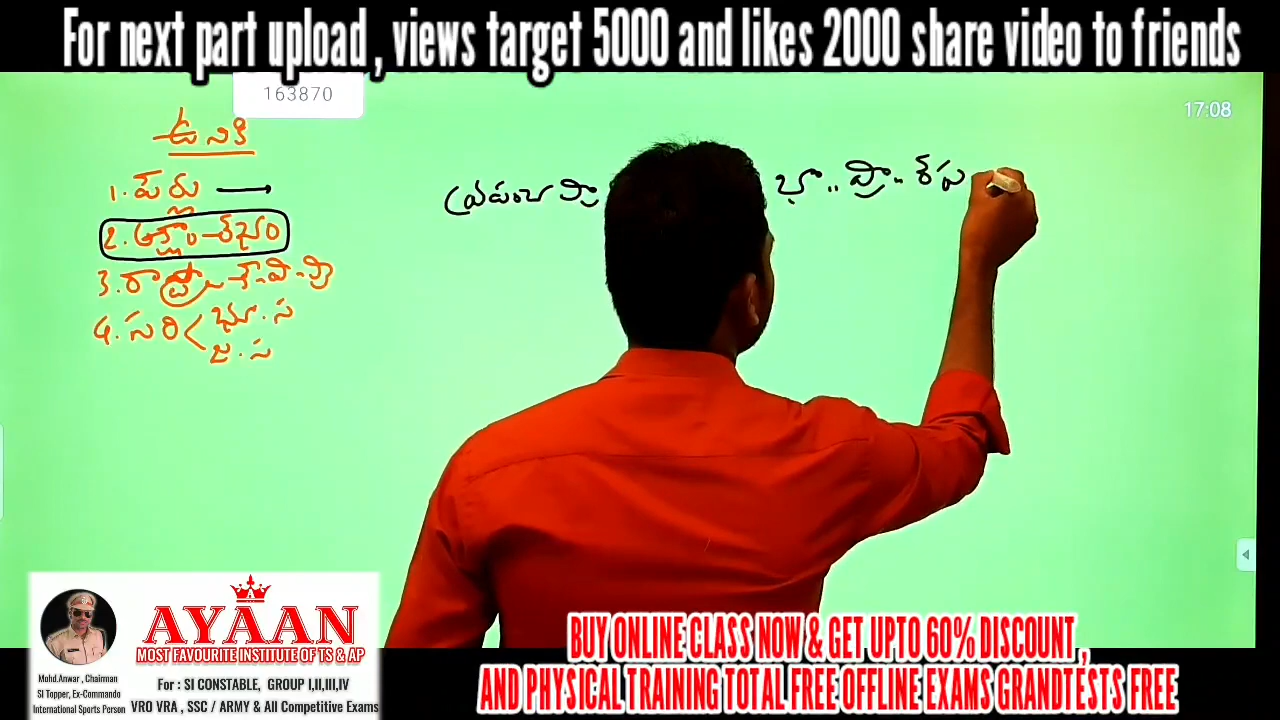 For next part upload , views target 5000 and likes 2000 share video to friends
163870
17:08
ఉనికి
1. పేర్లు
2. అక్షాం-రేఖాం
3. రాష్ట్రా
4. సరి భూ. స
జ. స
ప్రపంచ
AYAAN
MOST FAVOURITE INSTITUTE OF TS & AP
Mohd.Anwar , Chairman
SI Topper, Ex-Commando
International Sports Person
For : SI CONSTABLE, GROUP I,II,III,IV
VRO VRA , SSC / ARMY & All Competitive Exams
BUY ONLINE CLASS NOW & GET UPTO 60% DISCOUNT ,
AND PHYSICAL TRAINING TOTAL FREE OFFLINE EXAMS GRANDTESTS FREE